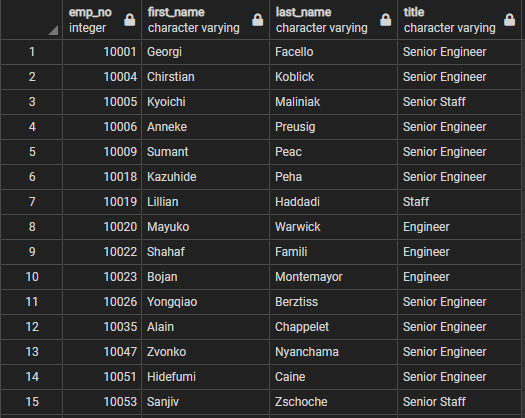 emp_no first_name last_name title
integer character varying character varying character varying
1 10001 Georgi Facello Senior Engineer
2 10004 Chirstian Koblick Senior Engineer
3 10005 Kyoichi Maliniak Senior Staff
4 10006 Anneke Preusig Senior Engineer
5 10009 Sumant Peac Senior Engineer
6 10018 Kazuhide Peha Senior Engineer
7 10019 Lillian Haddadi Staff
8 10020 Mayuko Warwick Engineer
9 10022 Shahaf Famili Engineer
10 10023 Bojan Montemayor Engineer
11 10026 Yongqiao Berztiss Senior Engineer
12 10035 Alain Chappelet Senior Engineer
13 10047 Zvonko Nyanchama Senior Engineer
14 10051 Hidefumi Caine Senior Engineer
15 10053 Sanjiv Zschoche Senior Staff